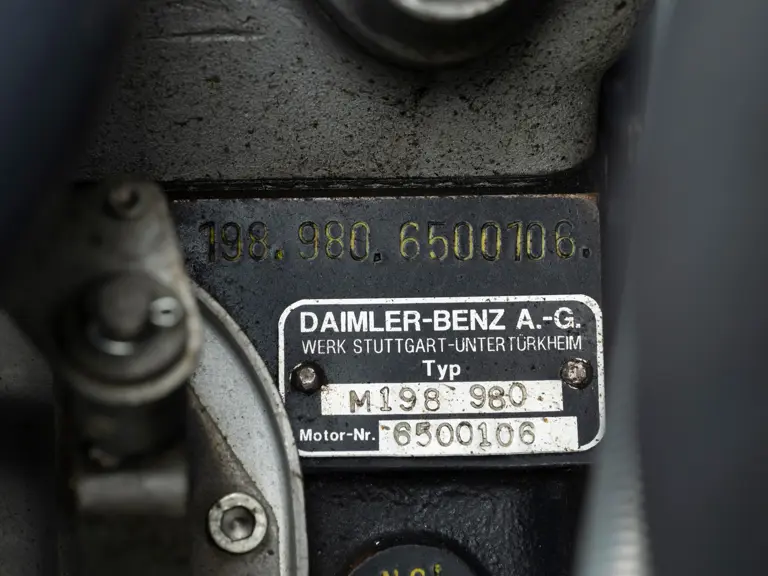 198.980.6500106.
DAIMLER-BENZ A.-G.
WERK STUTTGART-UNTERTÜRKHEIM
Typ
M198 980
Motor-Nr. 6500106